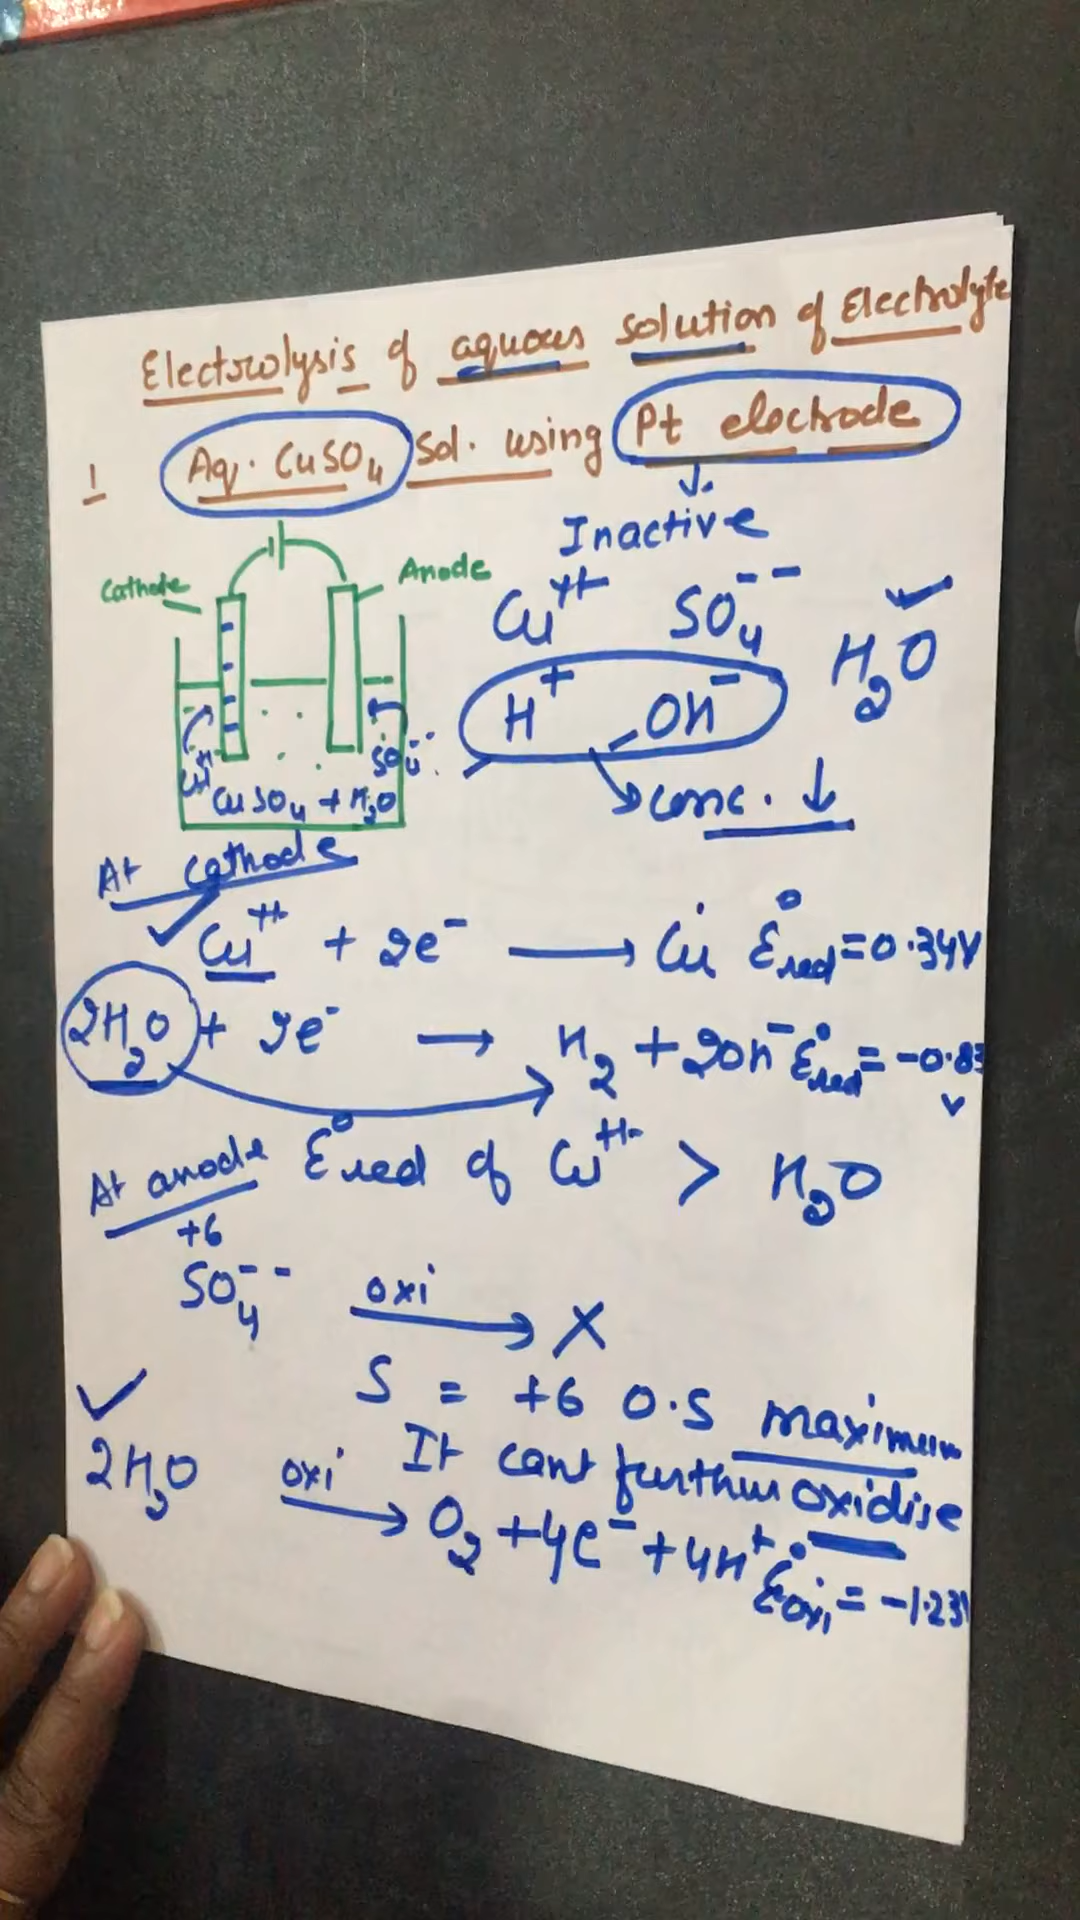 Electrolysis of aquous solution of Electrolyte
1 Aq. CuSO₄ Sol. using Pt electrode
Inactive
Cathode Anode
Cu⁺⁺ SO₄⁻⁻ H₂O
H⁺ OH⁻
Cu⁺⁺ SO₄⁻⁻
CuSO₄ + H₂O
conc. ↓
At cathode
✓ Cu⁺⁺ + 2e⁻ ⟶ Cu E°red = 0.34V
2H₂O + 2e⁻ ⟶ H₂ + 2OH⁻ E°red = -0.83
E°red of Cu⁺⁺ > H₂O
At anode
+6
SO₄⁻⁻ oxi ⟶ X
S = +6 O.S maximum
It cant further oxidise
✓ 2H₂O oxi ⟶ O₂ + 4e⁻ + 4H⁺ E°oxi = -1.23V